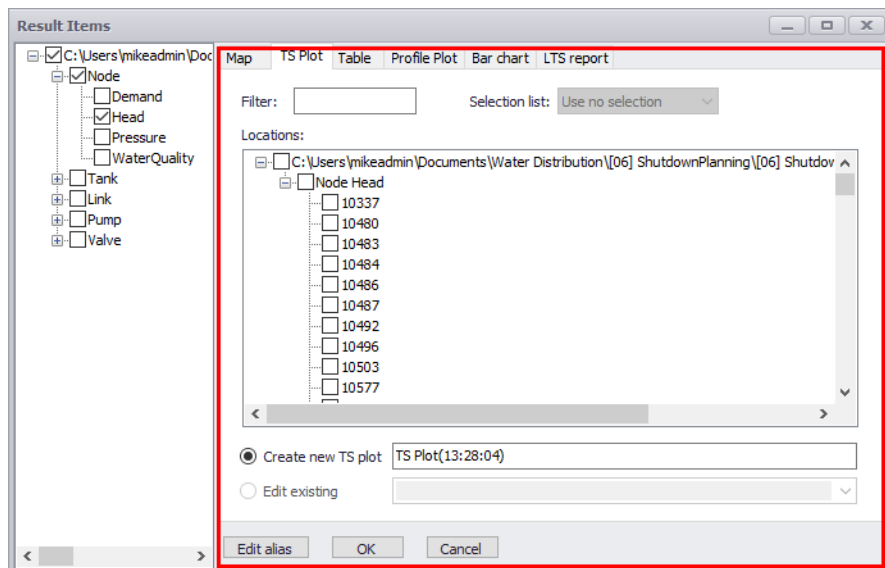 Result Items
C:\Users\mikeadmin\Doc
Node
Demand
Head
Pressure
WaterQuality
Tank
Link
Pump
Valve
Map TS Plot Table Profile Plot Bar chart LTS report
Filter: Selection list: Use no selection
Locations:
C:\Users\mikeadmin\Documents\Water Distribution\[06] ShutdownPlanning\[06] Shutdov
Node Head
10337
10480
10483
10484
10486
10487
10492
10496
10503
10577
Create new TS plot TS Plot(13:28:04)
Edit existing
Edit alias OK Cancel